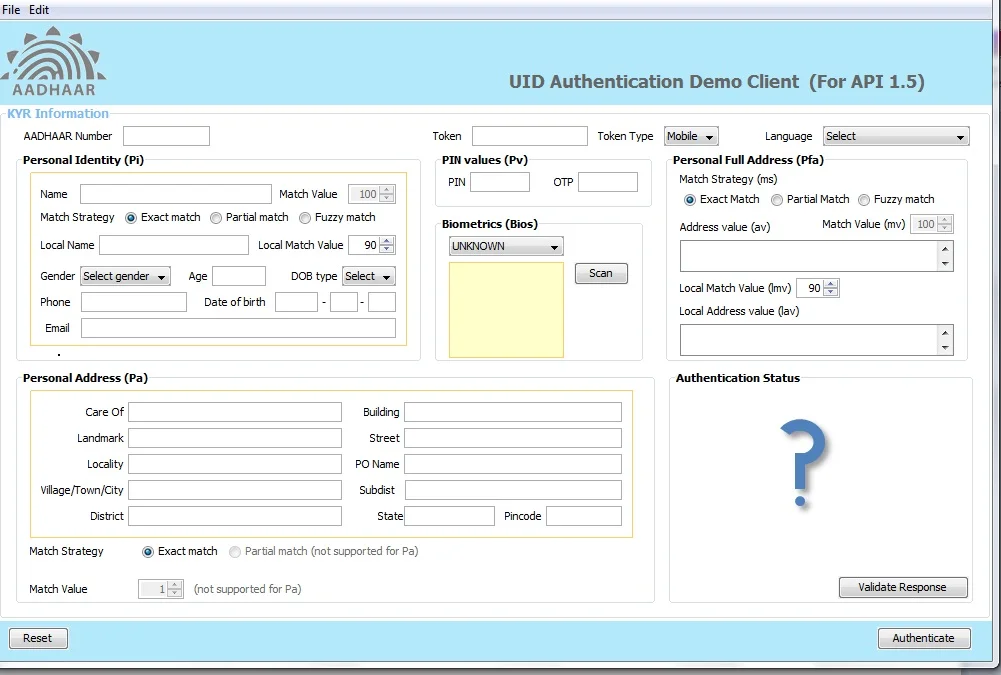 File Edit
AADHAAR
UID Authentication Demo Client (For API 1.5)
KYR Information
AADHAAR Number Token Token Type Mobile Language Select
Personal Identity (Pi)
Name Match Value 100
Match Strategy Exact match Partial match Fuzzy match
Local Name Local Match Value 90
Gender Select gender Age DOB type Select
Phone Date of birth - -
Email
PIN values (Pv)
PIN OTP
Biometrics (Bios)
UNKNOWN
Scan
Personal Full Address (Pfa)
Match Strategy (ms)
Exact Match Partial Match Fuzzy match
Address value (av) Match Value (mv) 100
Local Match Value (lmv) 90
Local Address value (lav)
Personal Address (Pa)
Care Of Building
Landmark Street
Locality PO Name
Village/Town/City Subdist
District State Pincode
Match Strategy Exact match Partial match (not supported for Pa)
Match Value 1 (not supported for Pa)
Authentication Status
?
Validate Response
Reset Authenticate